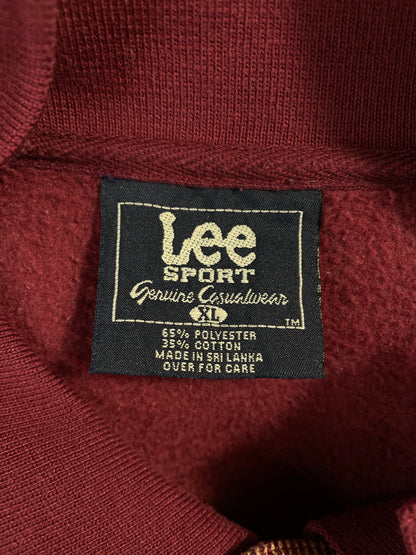 Lee
SPORT
Genuine Casualwear
XL
TM
65% POLYESTER
35% COTTON
MADE IN SRI LANKA
OVER FOR CARE